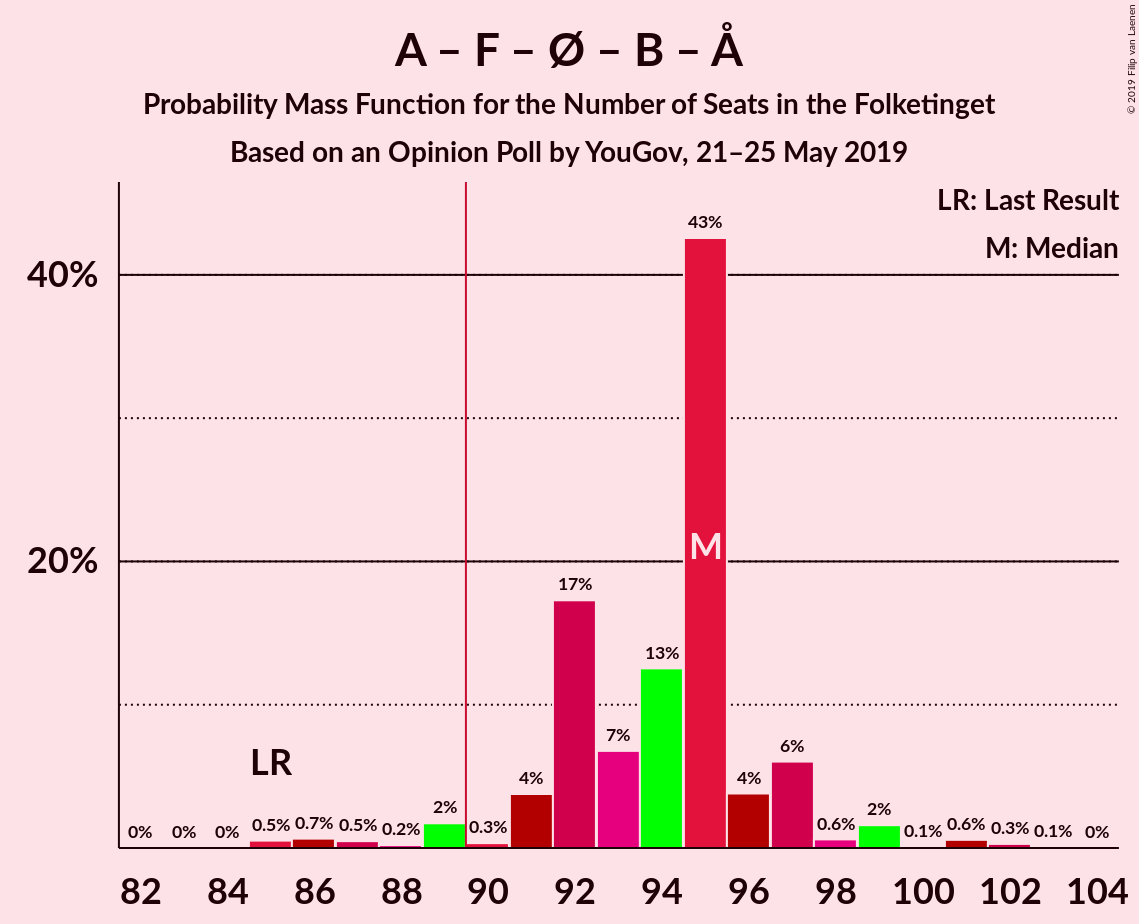 A – F – Ø – B – Å
Probability Mass Function for the Number of Seats in the Folketinget
Based on an Opinion Poll by YouGov, 21–25 May 2019
© 2019 Filip van Laenen
LR: Last Result
M: Median
43%
40%
M
20%
17%
13%
7%
6%
LR
4%
4%
2%
2%
0% 0% 0% 0.5% 0.7% 0.5% 0.2% 0.3% 0.6% 0.1% 0.6% 0.3% 0.1% 0%
82 84 86 88 90 92 94 96 98 100 102 104